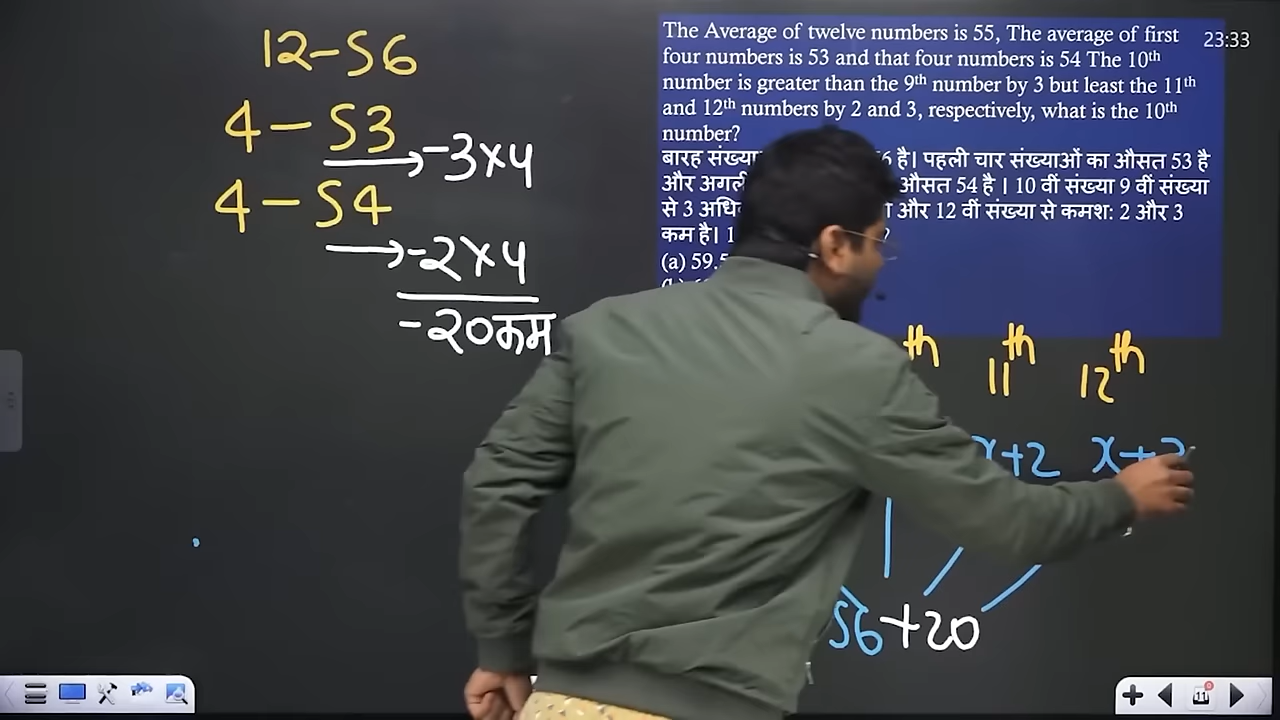 12-56
4-53
→-3×4
4-54
→-2×4
-20कम
The Average of twelve numbers is 55, The average of first
four numbers is 53 and that four numbers is 54 The 10th
number is greater than the 9th number by 3 but least the 11th
and 12th numbers by 2 and 3, respectively, what is the 10th
number?
बारह 6 है। पहली चार संख्याओं का औसत 53 है
और औसत 54 है । 10 वीं संख्या 9 वीं संख्या
से 3 और 12 वीं संख्या से कमश: 2 और 3
कम है। ?
(a) 59.5
23:33
th 11th 12th
x+2 x+3
56+20